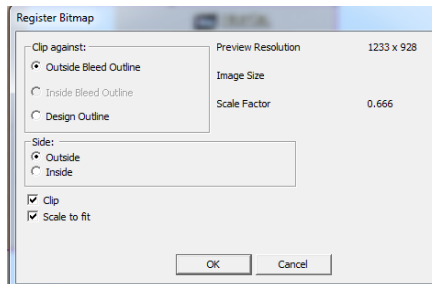 Register Bitmap
Clip against:
Outside Bleed Outline
Inside Bleed Outline
Design Outline
Preview Resolution 1233 x 928
Image Size
Scale Factor 0.666
Side:
Outside
Inside
Clip
Scale to fit
OK Cancel